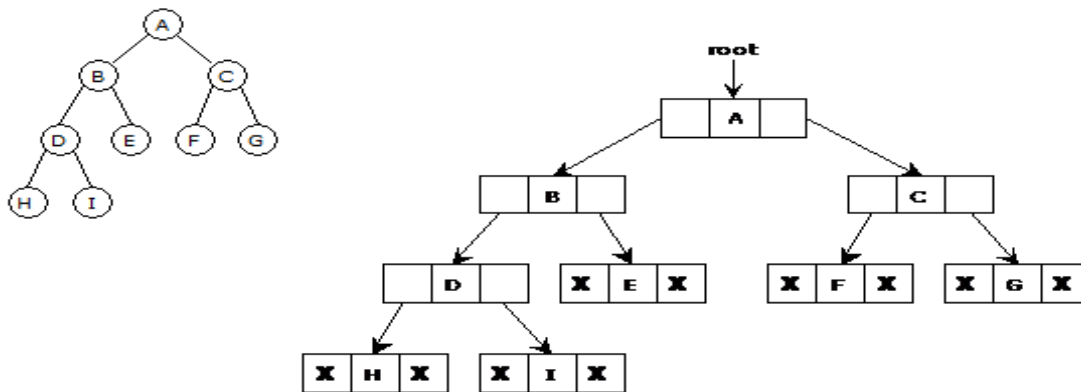 A
B C
D E F G
H I
root
A
B C
D X E X X F X X G X
X H X X I X